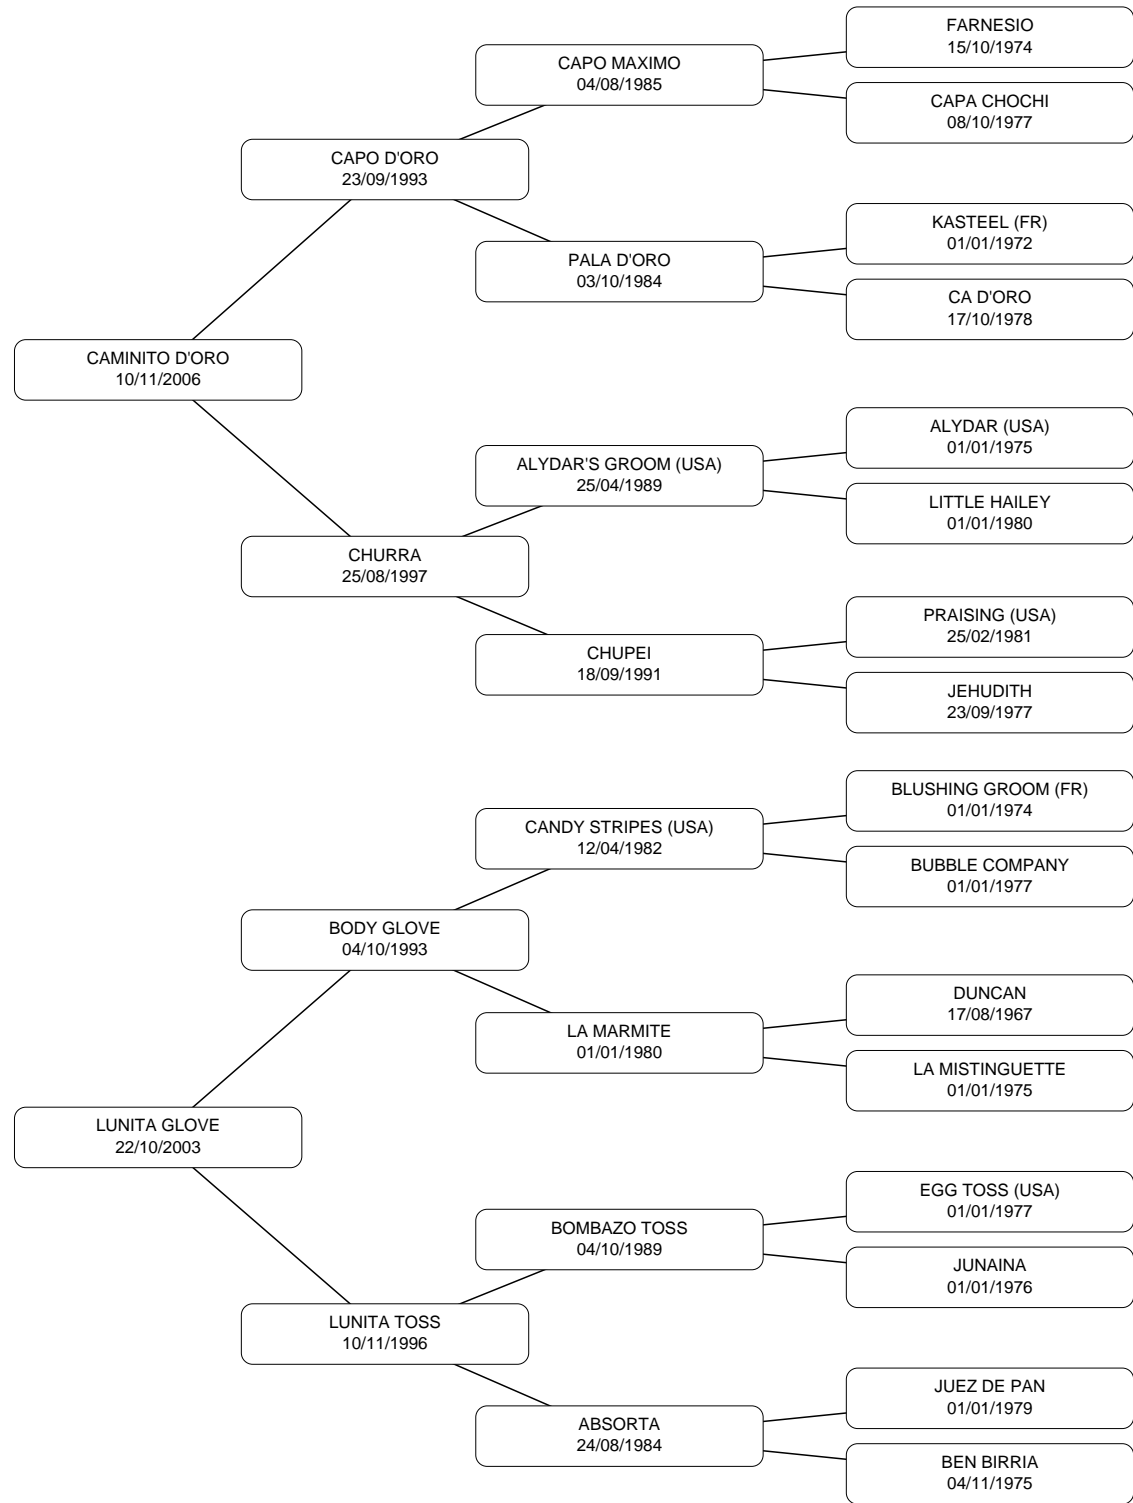 FARNESIO
15/10/1974
CAPO MAXIMO
04/08/1985
CAPA CHOCHI
08/10/1977
CAPO D'ORO
23/09/1993
KASTEEL (FR)
01/01/1972
PALA D'ORO
03/10/1984
CA D'ORO
17/10/1978
CAMINITO D'ORO
10/11/2006
ALYDAR (USA)
01/01/1975
ALYDAR'S GROOM (USA)
25/04/1989
LITTLE HAILEY
01/01/1980
CHURRA
25/08/1997
PRAISING (USA)
25/02/1981
CHUPEI
18/09/1991
JEHUDITH
23/09/1977
BLUSHING GROOM (FR)
01/01/1974
CANDY STRIPES (USA)
12/04/1982
BUBBLE COMPANY
01/01/1977
BODY GLOVE
04/10/1993
DUNCAN
17/08/1967
LA MARMITE
01/01/1980
LA MISTINGUETTE
01/01/1975
LUNITA GLOVE
22/10/2003
EGG TOSS (USA)
01/01/1977
BOMBAZO TOSS
04/10/1989
JUNAINA
01/01/1976
LUNITA TOSS
10/11/1996
JUEZ DE PAN
01/01/1979
ABSORTA
24/08/1984
BEN BIRRIA
04/11/1975